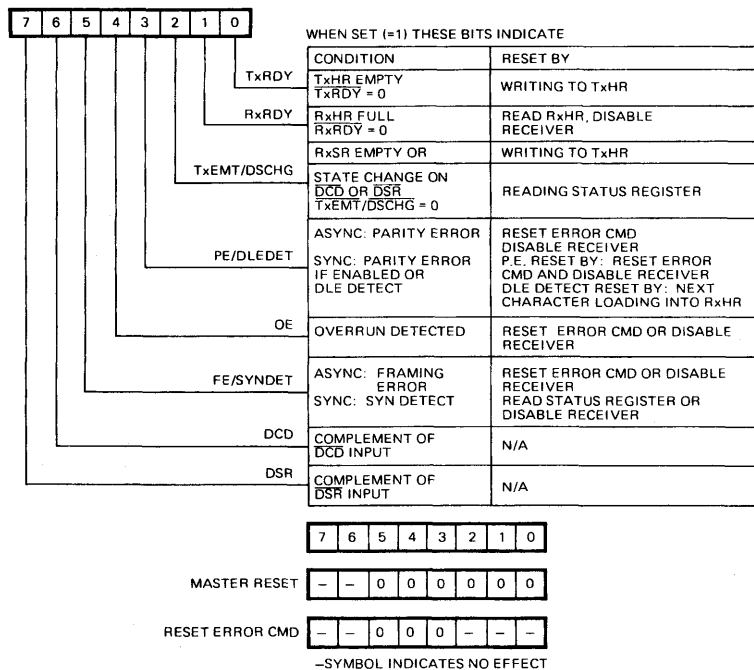 7 6 5 4 3 2 1 0
WHEN SET (=1) THESE BITS INDICATE
CONDITION RESET BY
TxRDY TxHR EMPTY
TxRDY = 0 WRITING TO TxHR
RxRDY RxHR FULL READ RxHR, DISABLE
RxRDY = 0 RECEIVER
RxSR EMPTY OR WRITING TO TxHR
TxEMT/DSCHG STATE CHANGE ON
DCD OR DSR READING STATUS REGISTER
TxEMT/DSCHG = 0
ASYNC: PARITY ERROR RESET ERROR CMD
DISABLE RECEIVER
PE/DLEDET SYNC: PARITY ERROR P.E. RESET BY: RESET ERROR
IF ENABLED OR CMD AND DISABLE RECEIVER
DLE DETECT DLE DETECT RESET BY: NEXT
CHARACTER LOADING INTO RxHR
OE OVERRUN DETECTED RESET ERROR CMD OR DISABLE
RECEIVER
FE/SYNDET ASYNC: FRAMING RESET ERROR CMD OR DISABLE
ERROR RECEIVER
SYNC: SYN DETECT READ STATUS REGISTER OR
DISABLE RECEIVER
DCD COMPLEMENT OF
DCD INPUT N/A
DSR COMPLEMENT OF
DSR INPUT N/A
7 6 5 4 3 2 1 0
MASTER RESET – – 0 0 0 0 0 0
RESET ERROR CMD – – 0 0 0 – – –
–SYMBOL INDICATES NO EFFECT